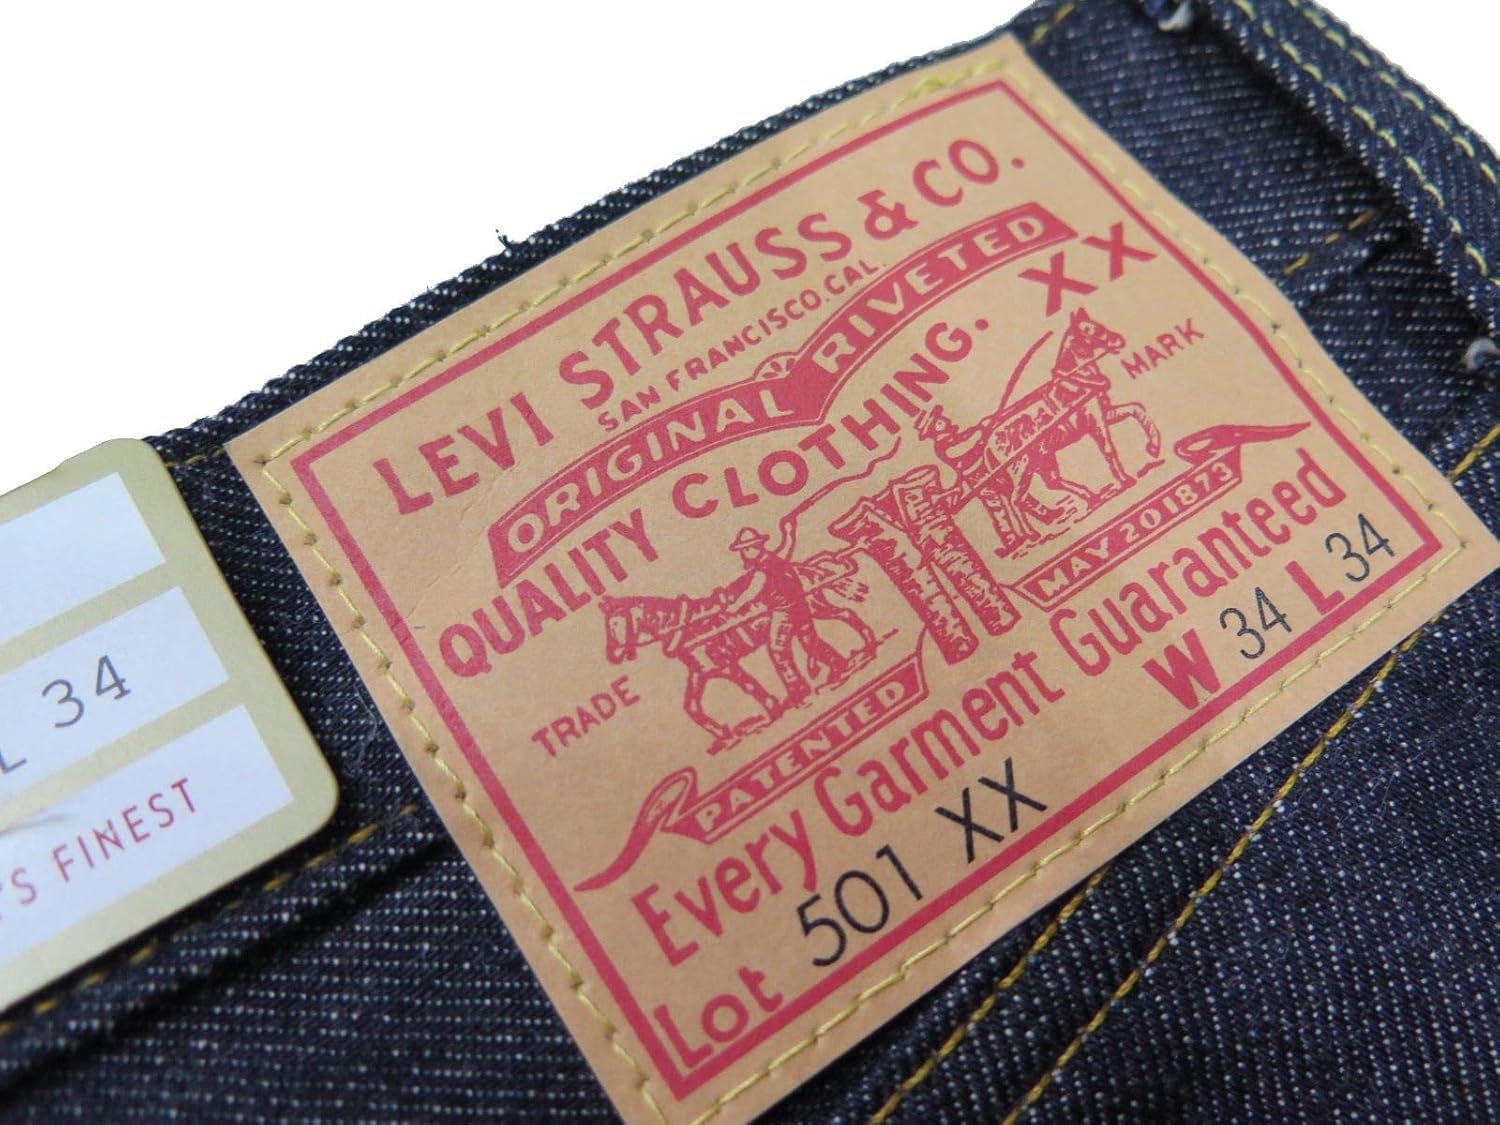 LEVI STRAUSS & CO.
SAN FRANCISCO.CAL.
ORIGINAL RIVETED
QUALITY CLOTHING. XX
TRADE MARK
PATENTED MAY 20 1873
Every Garment Guaranteed
Lot 501 XX W 34 L 34
L 34
'S FINEST